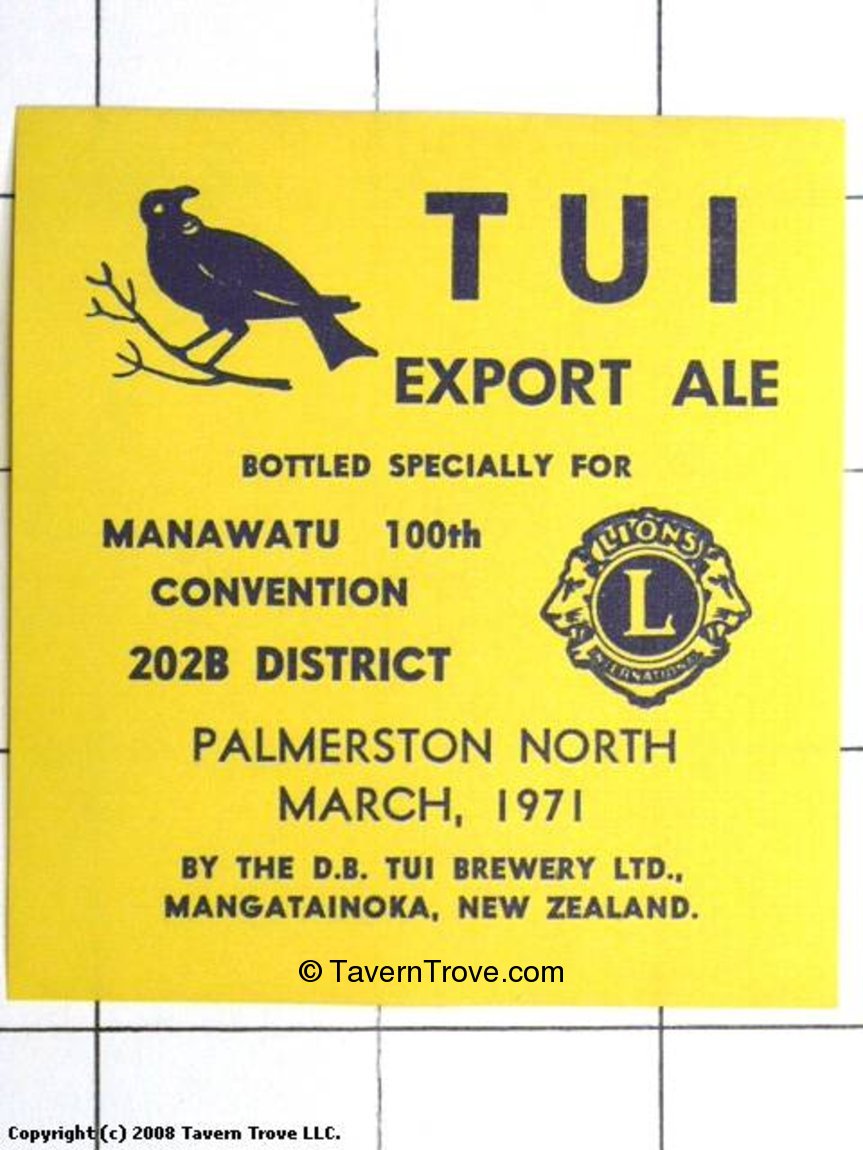 TUI
EXPORT ALE
BOTTLED SPECIALLY FOR
MANAWATU 100th
CONVENTION
202B DISTRICT
LIONS
L
INTERNATIONAL
PALMERSTON NORTH
MARCH, 1971
BY THE D.B. TUI BREWERY LTD.,
MANGATAINOKA, NEW ZEALAND.
© TavernTrove.com
Copyright (c) 2008 Tavern Trove LLC.